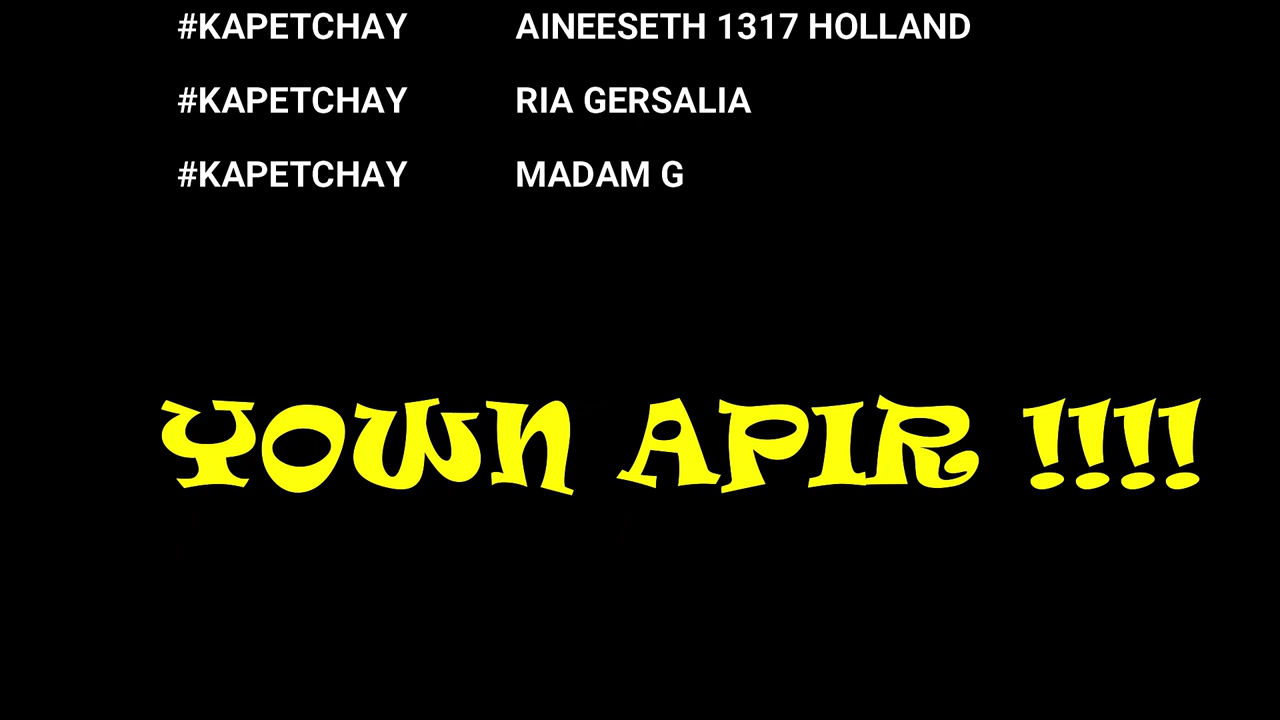 #KAPETCHAY AINEESETH 1317 HOLLAND
#KAPETCHAY RIA GERSALIA
#KAPETCHAY MADAM G
YOWN APIR !!!!